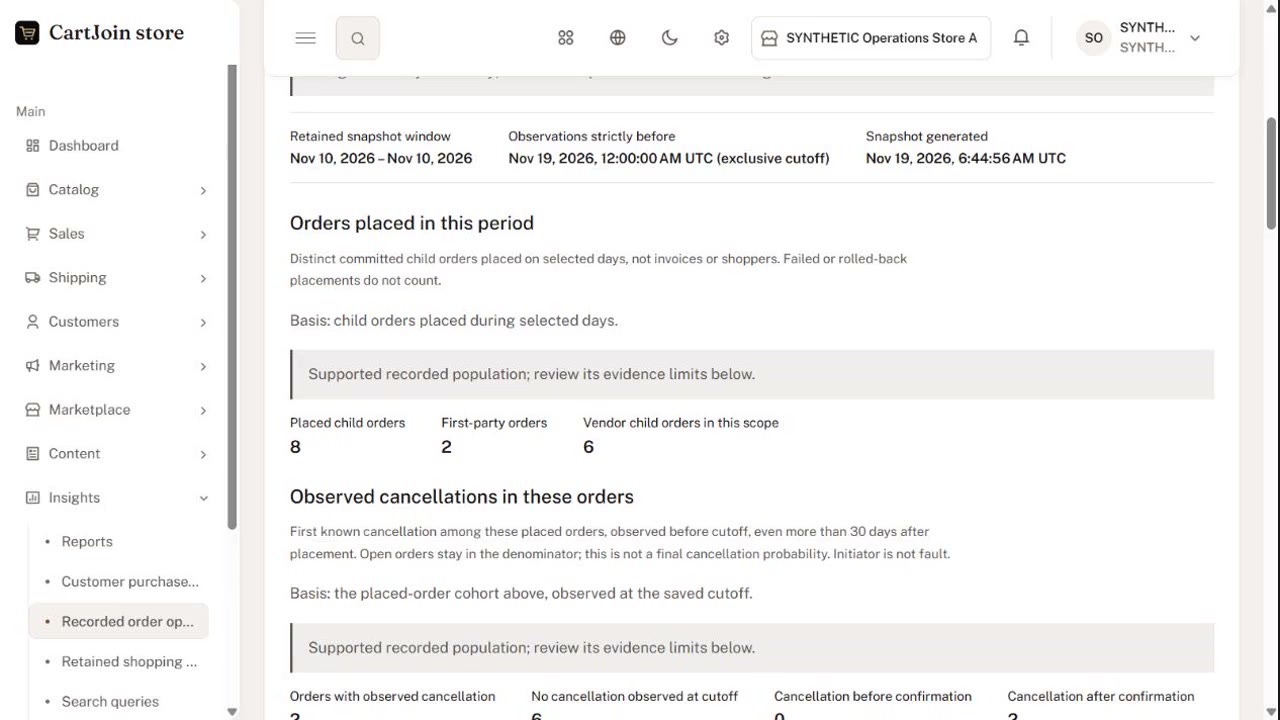 CartJoin store
SYNTHETIC Operations Store A
SO
SYNTH...
SYNTH...
Main
Dashboard
Catalog
Sales
Shipping
Customers
Marketing
Marketplace
Content
Insights
Reports
Customer purchase...
Recorded order op...
Retained shopping ...
Search queries
Retained snapshot window
Nov 10, 2026 – Nov 10, 2026
Observations strictly before
Nov 19, 2026, 12:00:00 AM UTC (exclusive cutoff)
Snapshot generated
Nov 19, 2026, 6:44:56 AM UTC
Orders placed in this period
Distinct committed child orders placed on selected days, not invoices or shoppers. Failed or rolled-back
placements do not count.
Basis: child orders placed during selected days.
Supported recorded population; review its evidence limits below.
Placed child orders
8
First-party orders
2
Vendor child orders in this scope
6
Observed cancellations in these orders
First known cancellation among these placed orders, observed before cutoff, even more than 30 days after
placement. Open orders stay in the denominator; this is not a final cancellation probability. Initiator is not fault.
Basis: the placed-order cohort above, observed at the saved cutoff.
Supported recorded population; review its evidence limits below.
Orders with observed cancellation
No cancellation observed at cutoff
Cancellation before confirmation
Cancellation after confirmation